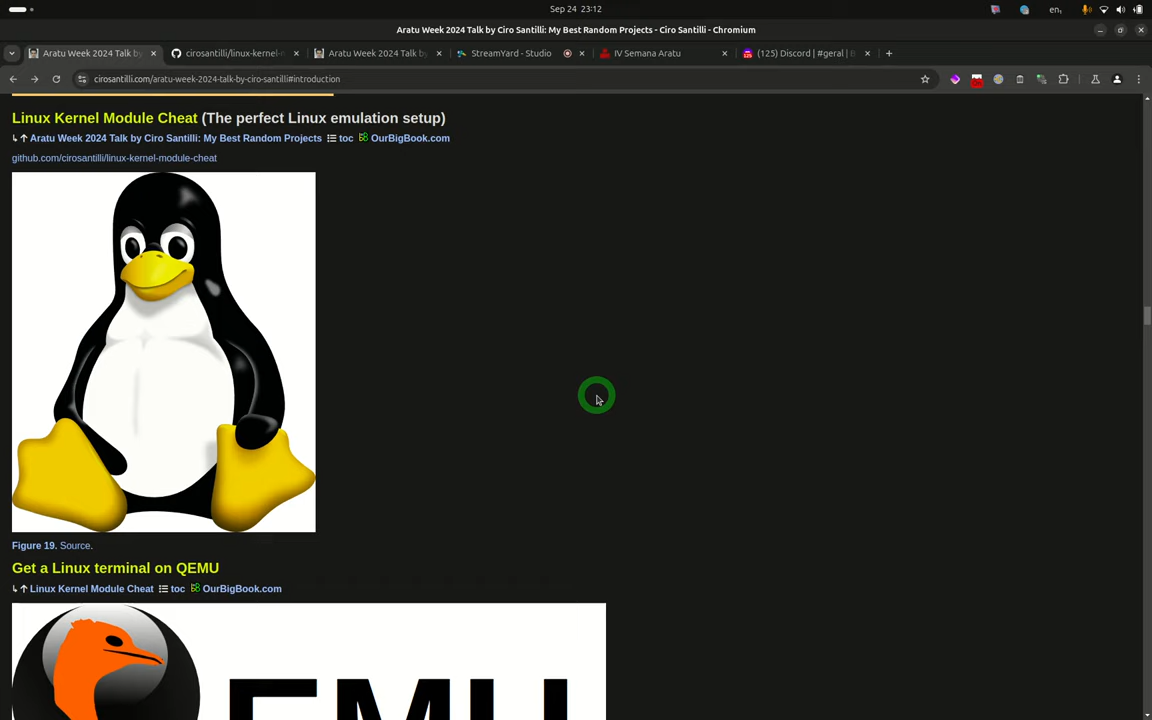 Sep 24 23:12
en₁
Aratu Week 2024 Talk by Ciro Santilli: My Best Random Projects - Ciro Santilli - Chromium
Aratu Week 2024 Talk by
cirosantilli/linux-kernel-m
Aratu Week 2024 Talk by
StreamYard - Studio
IV Semana Aratu
(125) Discord | #geral |
cirosantilli.com/aratu-week-2024-talk-by-ciro-santilli#introduction
Linux Kernel Module Cheat (The perfect Linux emulation setup)
Aratu Week 2024 Talk by Ciro Santilli: My Best Random Projects toc OurBigBook.com
github.com/cirosantilli/linux-kernel-module-cheat
Figure 19. Source.
Get a Linux terminal on QEMU
Linux Kernel Module Cheat toc OurBigBook.com
EMU